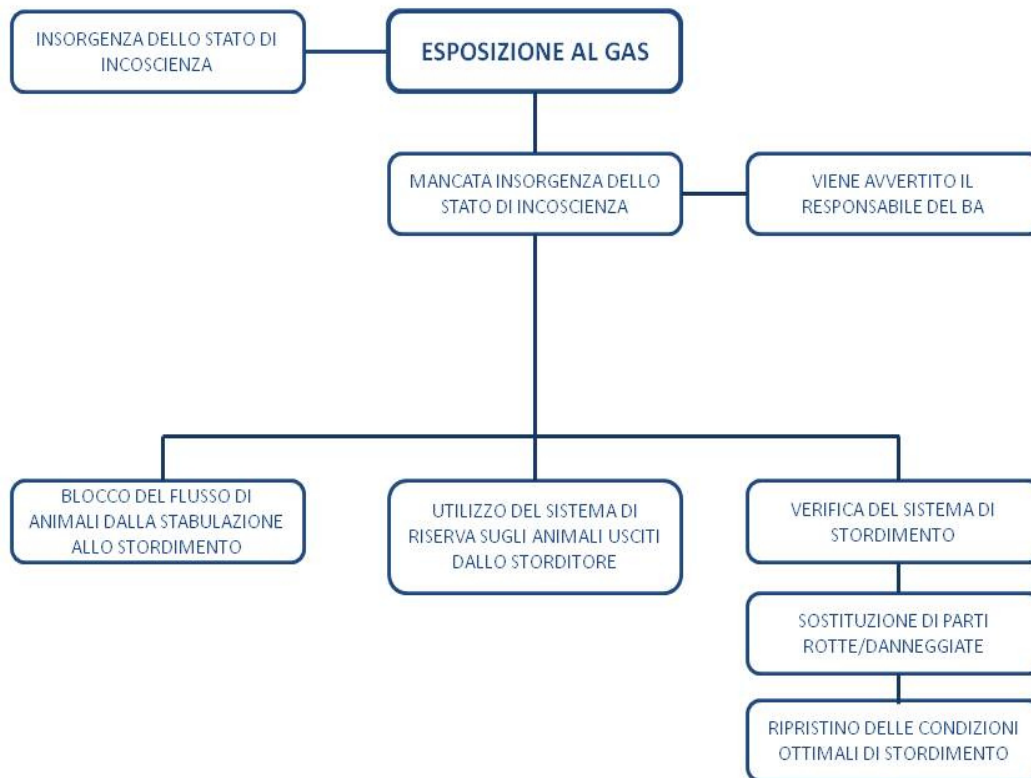 INSORGENZA DELLO STATO DI
INCOSCIENZA
ESPOSIZIONE AL GAS
MANCATA INSORGENZA DELLO
STATO DI INCOSCIENZA
VIENE AVVERTITO IL
RESPONSABILE DEL BA
BLOCCO DEL FLUSSO DI
ANIMALI DALLA STABULAZIONE
ALLO STORDIMENTO
UTILIZZO DEL SISTEMA DI
RISERVA SUGLI ANIMALI USCITI
DALLO STORDITORE
VERIFICA DEL SISTEMA DI
STORDIMENTO
SOSTITUZIONE DI PARTI
ROTTE/DANNEGGIATE
RIPRISTINO DELLE CONDIZIONI
OTTIMALI DI STORDIMENTO